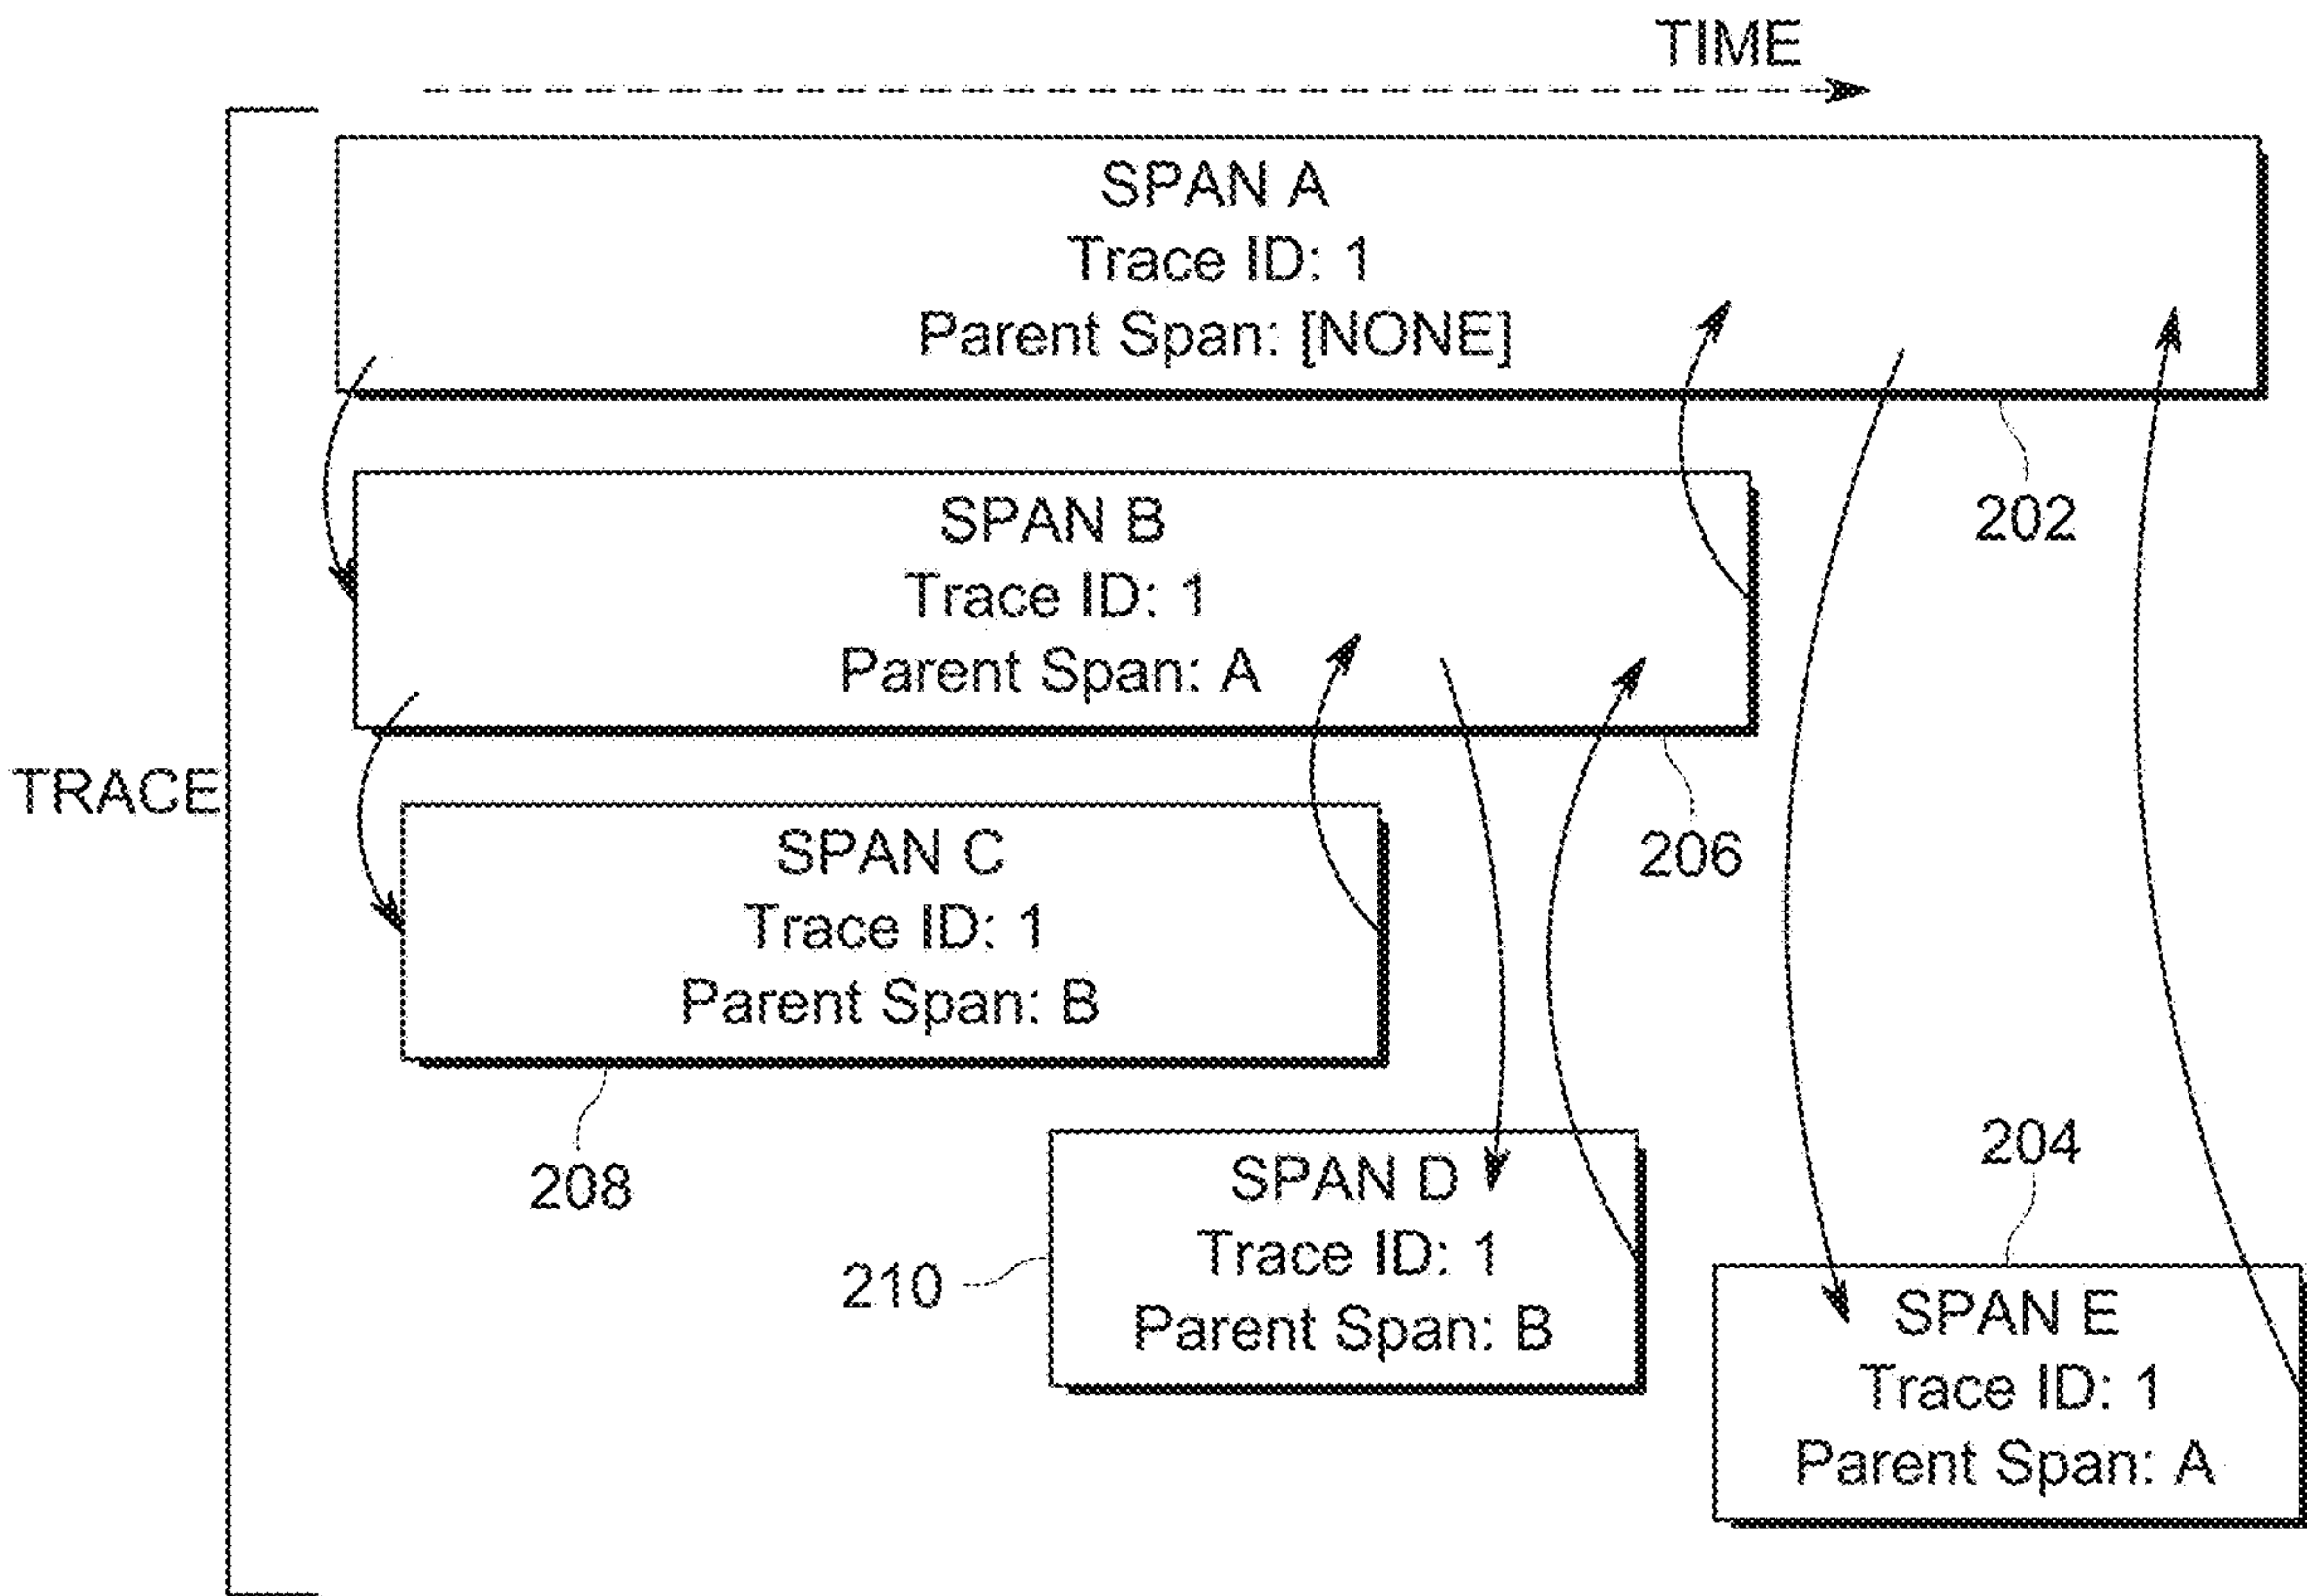 TIME
SPAN A
Trace ID: 1
Parent Span: [NONE]
202
SPAN B
Trace ID: 1
Parent Span: A
206
TRACE
SPAN C
Trace ID: 1
Parent Span: B
208
SPAN D
Trace ID: 1
Parent Span: B
210
204
SPAN E
Trace ID: 1
Parent Span: A